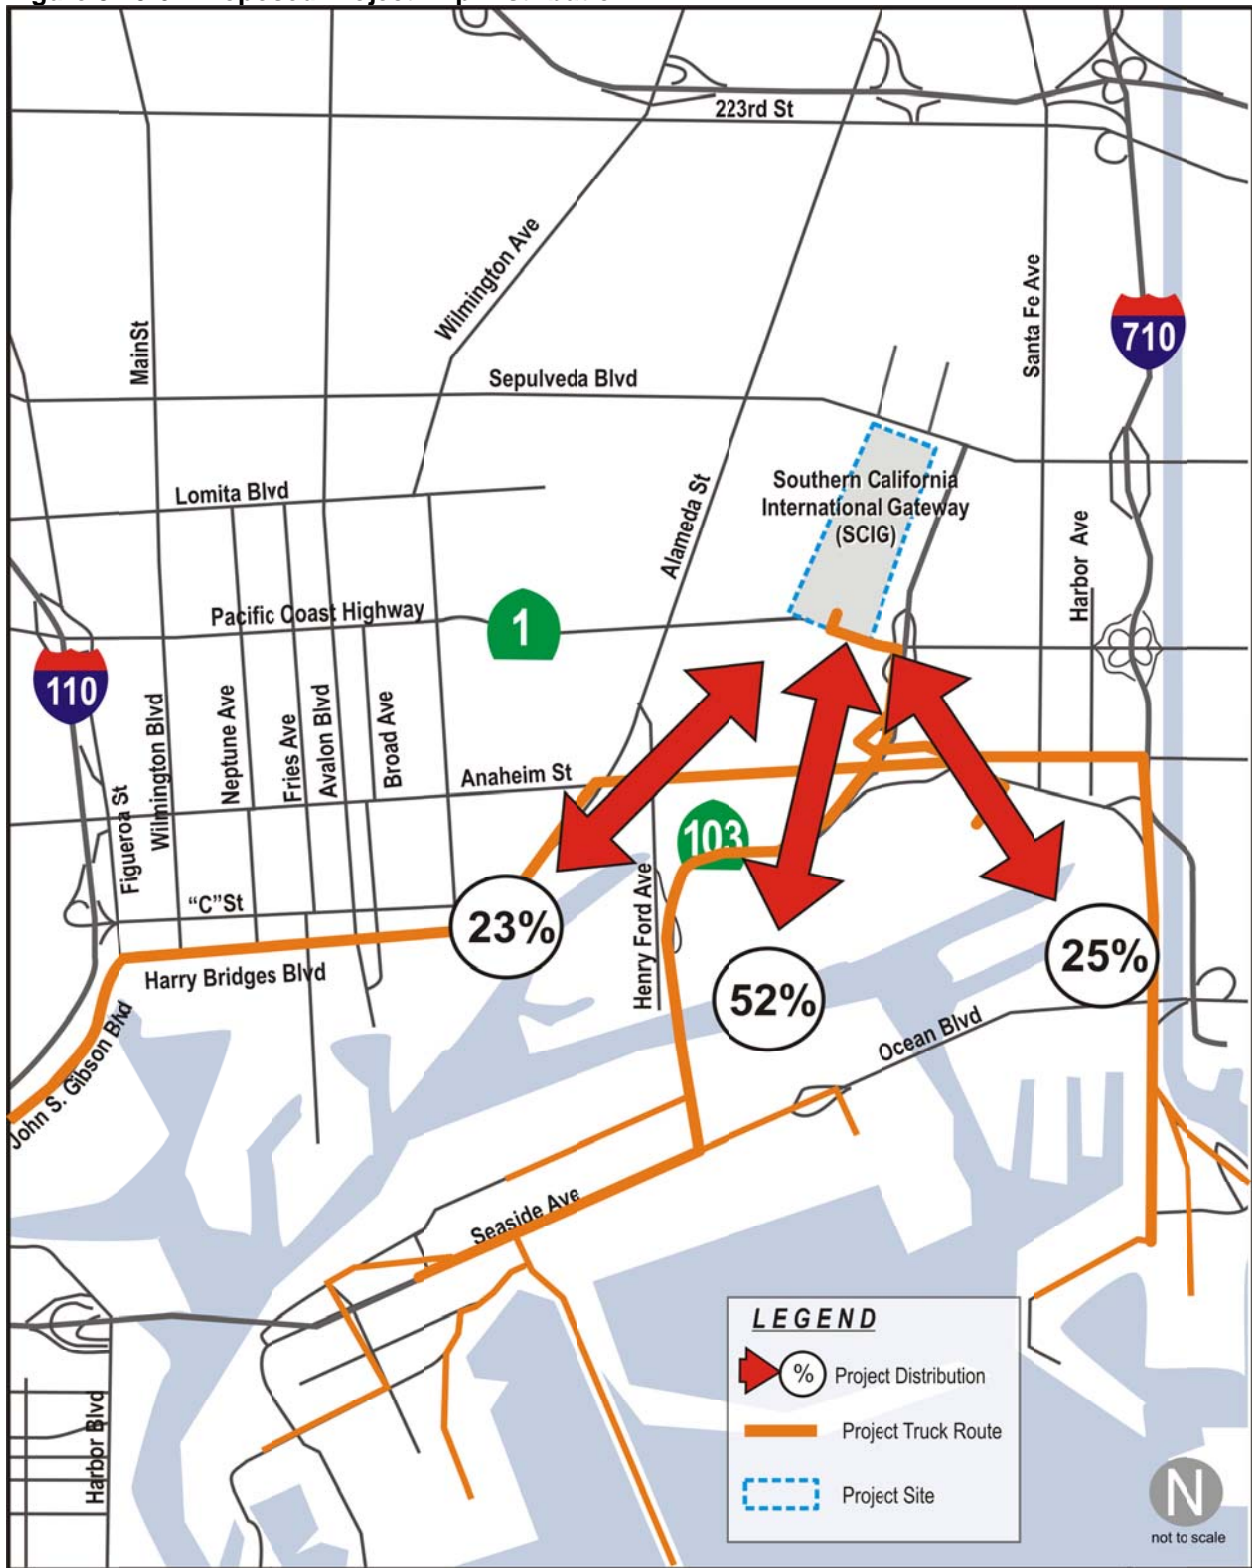 223rd St
Wilmington Ave
MainSt
Santa Fe Ave
710
Sepulveda Blvd
Southern California
International Gateway
(SCIG)
Lomita Blvd
Alameda St
Harbor Ave
Pacific Coast Highway
1
110
Wilmington Blvd
Neptune Ave
Fries Ave
Avalon Blvd
Broad Ave
Anaheim St
Figueroa St
103
"C"St
23%
Henry Ford Ave
25%
Harry Bridges Blvd
52%
Ocean Blvd
John S. Gibson Blvd
Seaside Ave
Harbor Blvd
LEGEND
% Project Distribution
Project Truck Route
Project Site
N
not to scale